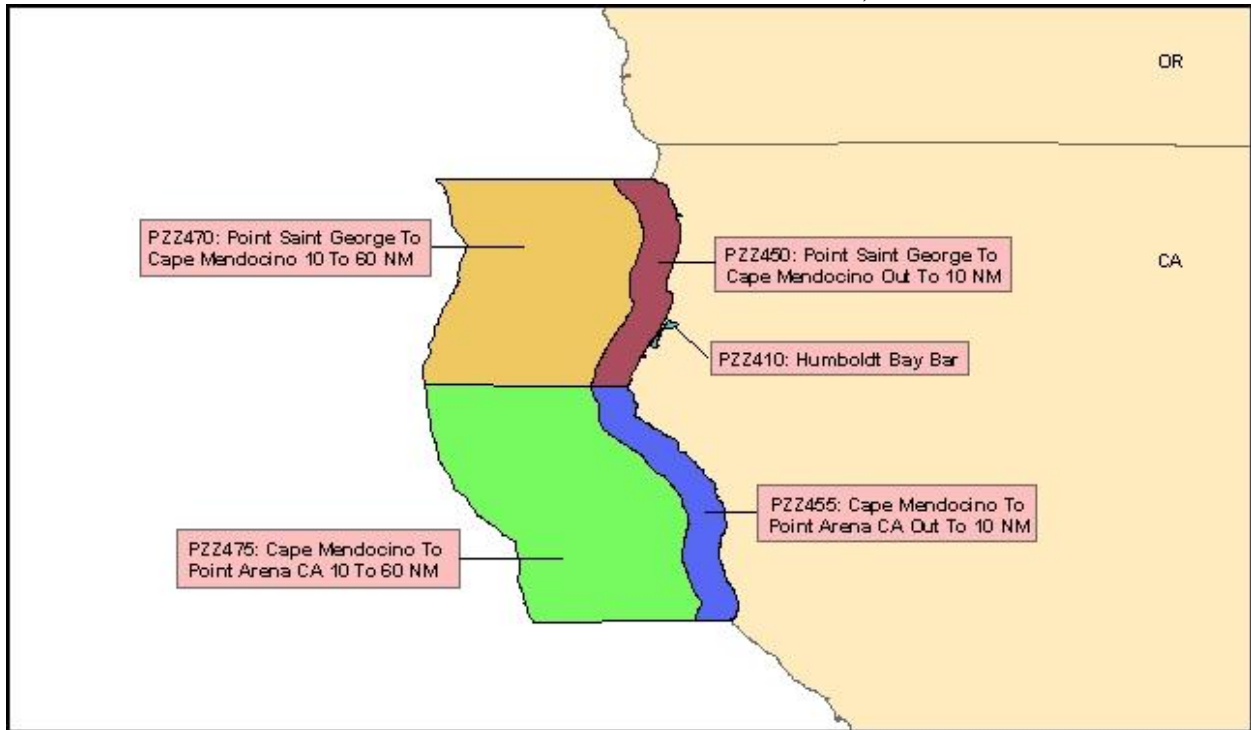 OR
PZZ470: Point Saint George To
Cape Mendocino 10 To 60 NM
PZZ450: Point Saint George To
Cape Mendocino Out To 10 NM
CA
PZZ410: Humboldt Bay Bar
PZZ455: Cape Mendocino To
Point Arena CA Out To 10 NM
PZZ475: Cape Mendocino To
Point Arena CA 10 To 60 NM